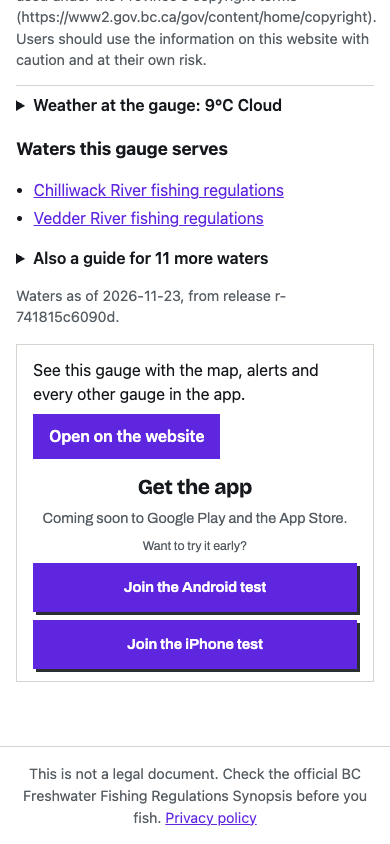 (https://www2.gov.bc.ca/gov/content/home/copyright).
Users should use the information on this website with
caution and at their own risk.
Weather at the gauge: 9°C Cloud
Waters this gauge serves
Chilliwack River fishing regulations
Vedder River fishing regulations
Also a guide for 11 more waters
Waters as of 2026-11-23, from release r-
741815c6090d.
See this gauge with the map, alerts and
every other gauge in the app.
Open on the website
Get the app
Coming soon to Google Play and the App Store.
Want to try it early?
Join the Android test
Join the iPhone test
This is not a legal document. Check the official BC
Freshwater Fishing Regulations Synopsis before you
fish. Privacy policy